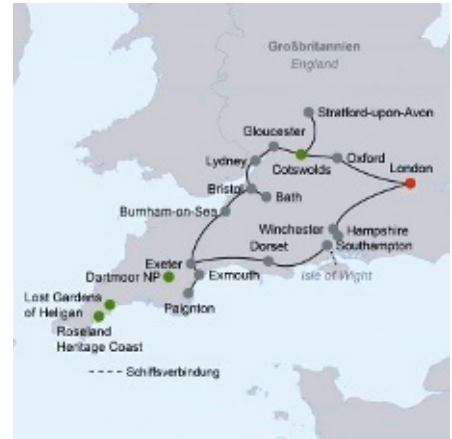 Großbritannien
England
Stratford-upon-Avon
Gloucester
Lydney
Cotswolds
Oxford
London
Bristol
Bath
Burnham-on-Sea
Winchester
Hampshire
Southampton
Dorset
Exeter
Isle of Wight
Dartmoor NP
Exmouth
Lost Gardens
of Heligan
Paignton
Roseland
Heritage Coast
Schiffsverbindung